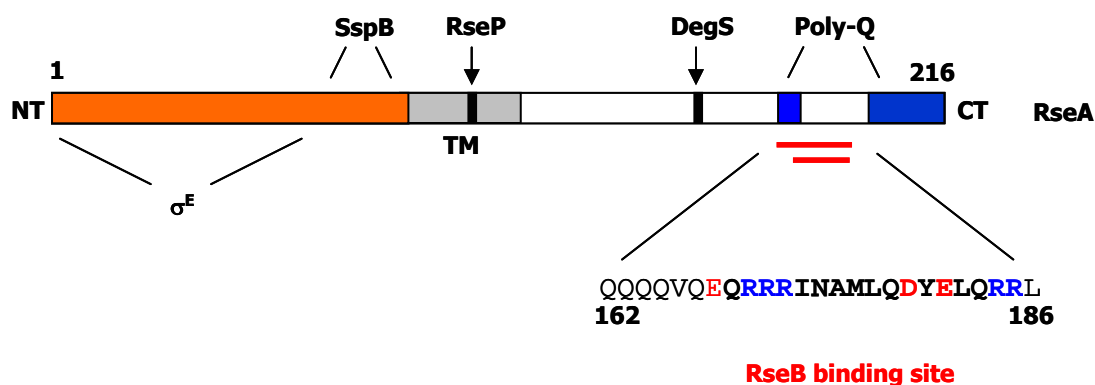 SspB RseP DegS Poly-Q
1 216
NT CT RseA
TM
σE
QQQQVQEQRRRINAMLQDYELQRRL
162 186
RseB binding site